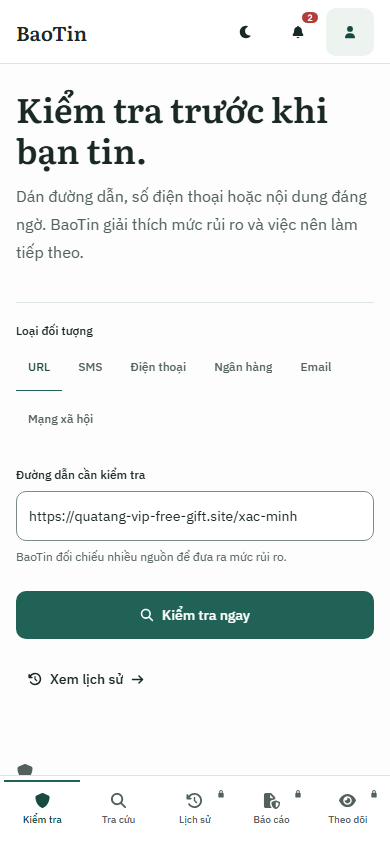 BaoTin
2
Kiểm tra trước khi
bạn tin.
Dán đường dẫn, số điện thoại hoặc nội dung đáng
ngờ. BaoTin giải thích mức rủi ro và việc nên làm
tiếp theo.
Loại đối tượng
URL SMS Điện thoại Ngân hàng Email
Mạng xã hội
Đường dẫn cần kiểm tra
https://quatang-vip-free-gift.site/xac-minh
BaoTin đối chiếu nhiều nguồn để đưa ra mức rủi ro.
Kiểm tra ngay
Xem lịch sử →
Kiểm tra Tra cứu Lịch sử Báo cáo Theo dõi